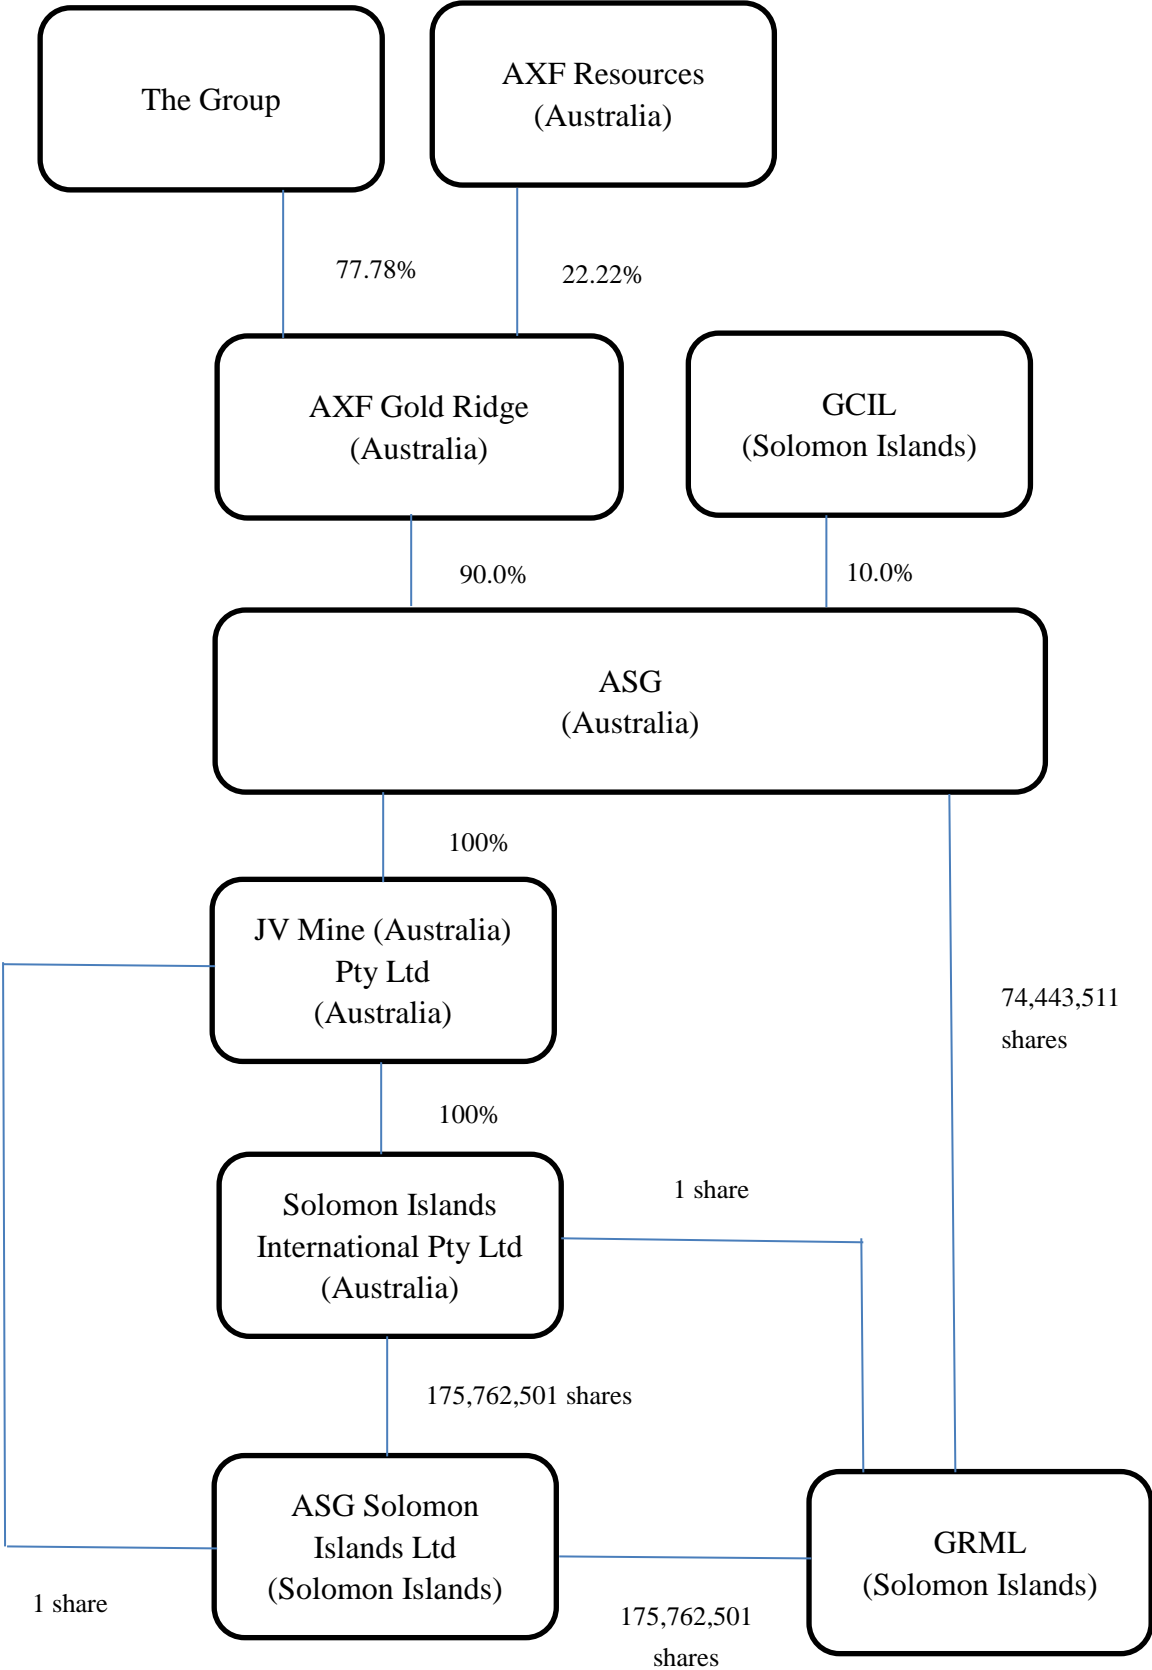 The Group
AXF Resources
(Australia)
77.78%
22.22%
AXF Gold Ridge
(Australia)
GCIL
(Solomon Islands)
90.0%
10.0%
ASG
(Australia)
100%
JV Mine (Australia)
Pty Ltd
(Australia)
74,443,511
shares
100%
Solomon Islands
International Pty Ltd
(Australia)
1 share
175,762,501 shares
ASG Solomon
Islands Ltd
(Solomon Islands)
GRML
(Solomon Islands)
1 share
175,762,501
shares